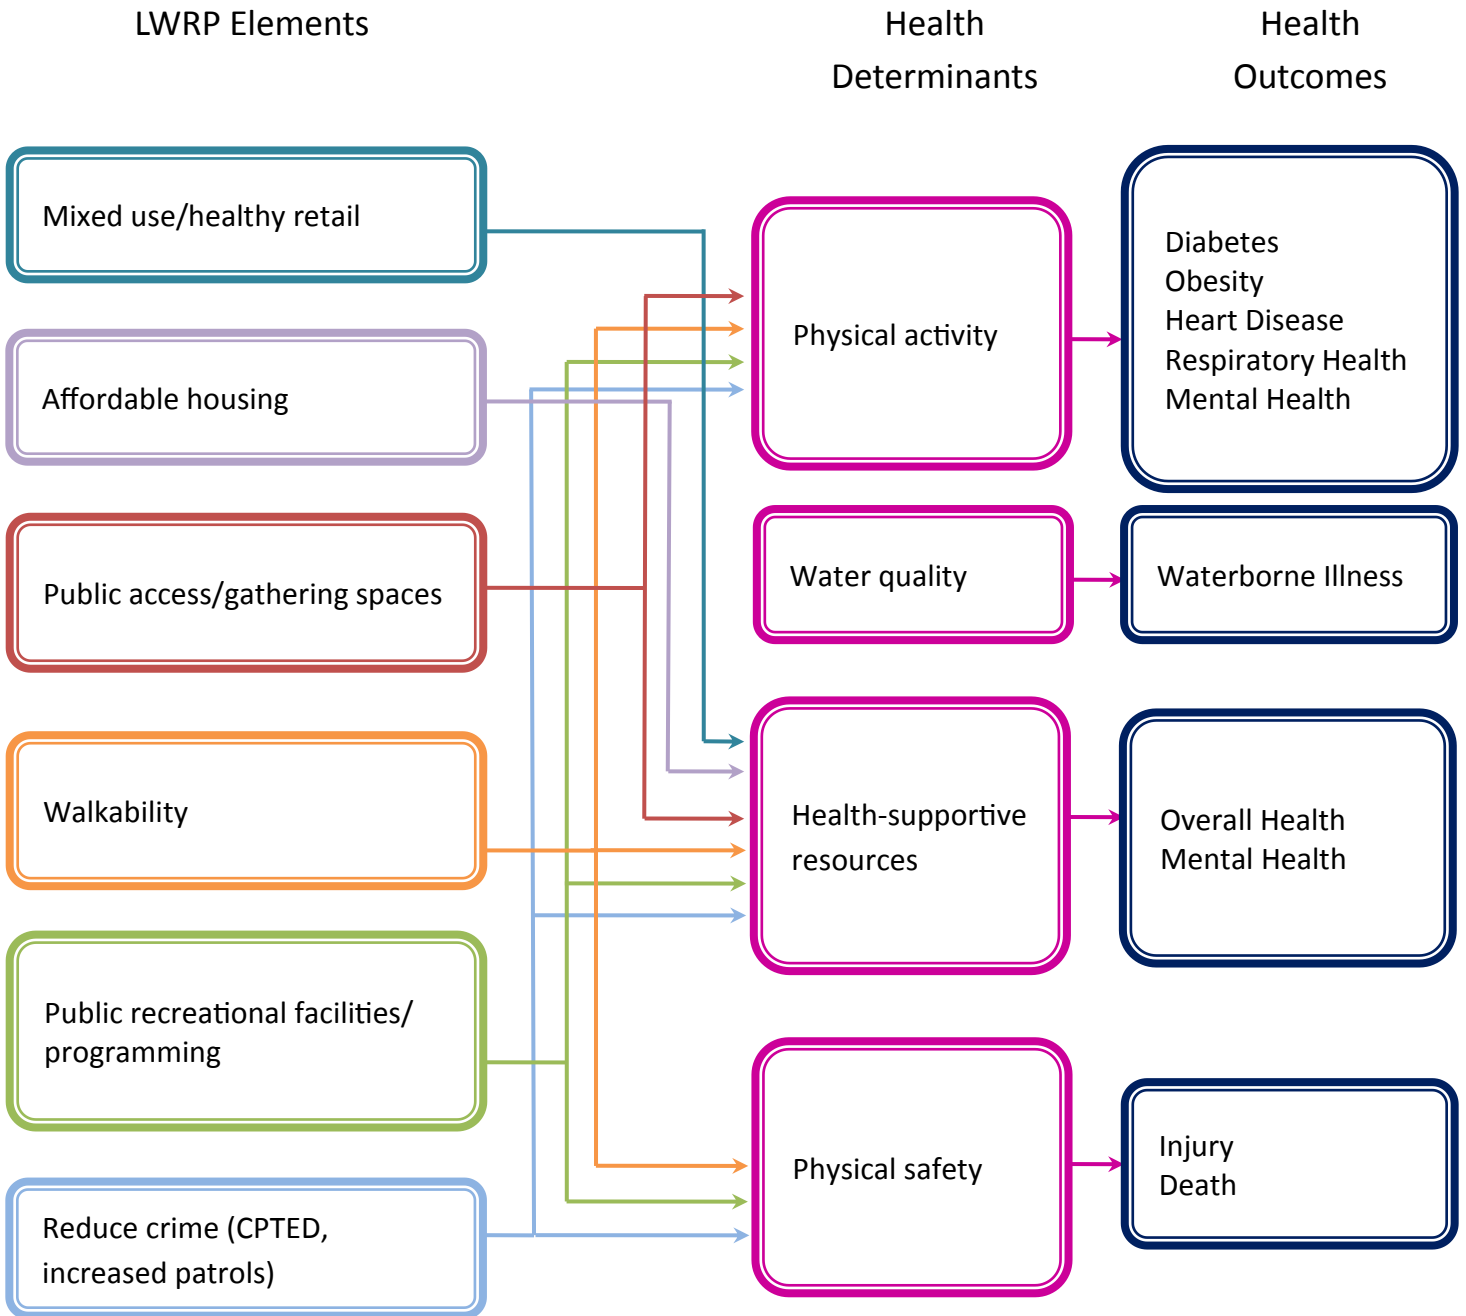 LWRP Elements
Health
Determinants
Health
Outcomes
Mixed use/healthy retail
Affordable housing
Public access/gathering spaces
Walkability
Public recreational facilities/
programming
Reduce crime (CPTED,
increased patrols)
Physical activity
Water quality
Health-supportive
resources
Physical safety
Diabetes
Obesity
Heart Disease
Respiratory Health
Mental Health
Waterborne Illness
Overall Health
Mental Health
Injury
Death